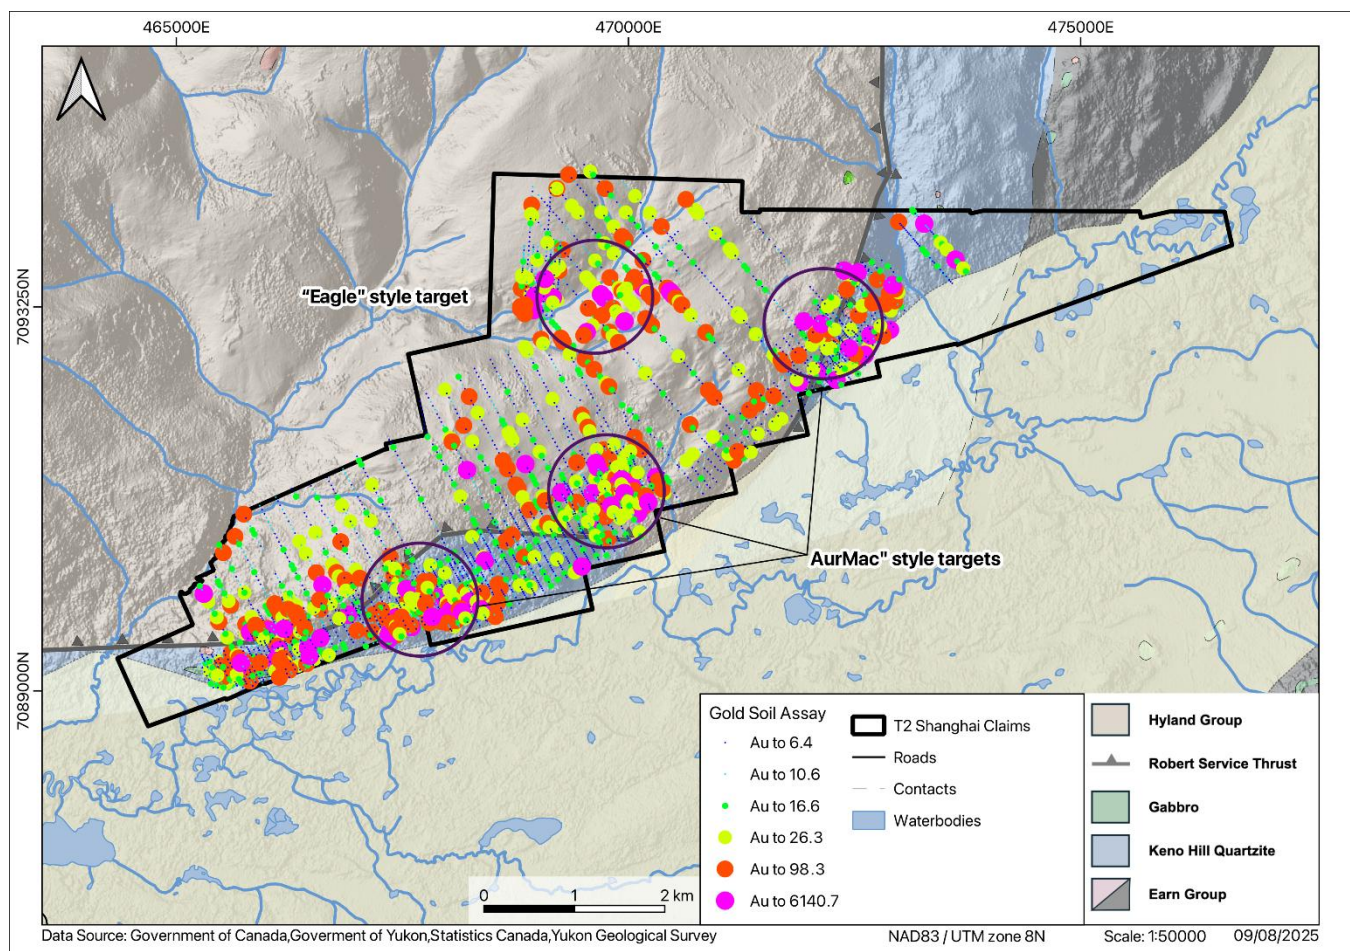 465000E
470000E
475000E
7093250N
7089000N
“Eagle" style target
AurMac" style targets
Gold Soil Assay
Au to 6.4
Au to 10.6
Au to 16.6
Au to 26.3
Au to 98.3
Au to 6140.7
T2 Shanghai Claims
Roads
Contacts
Waterbodies
Hyland Group
Robert Service Thrust
Gabbro
Keno Hill Quartzite
Earn Group
0 1 2 km
Data Source: Government of Canada,Goverment of Yukon,Statistics Canada,Yukon Geological Survey
NAD83 / UTM zone 8N
Scale: 1:50000
09/08/2025